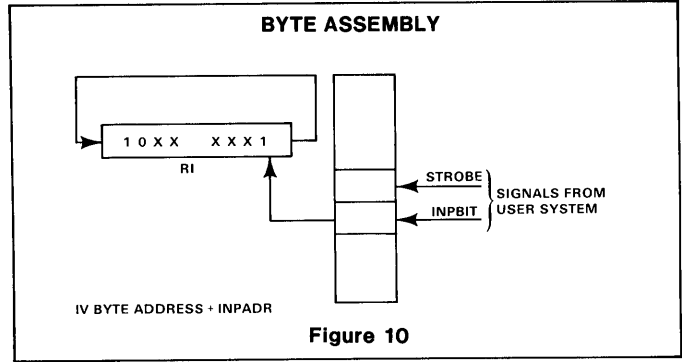 BYTE ASSEMBLY
10XX XXX1
RI
STROBE
INPBIT
SIGNALS FROM
USER SYSTEM
IV BYTE ADDRESS + INPADR
Figure 10